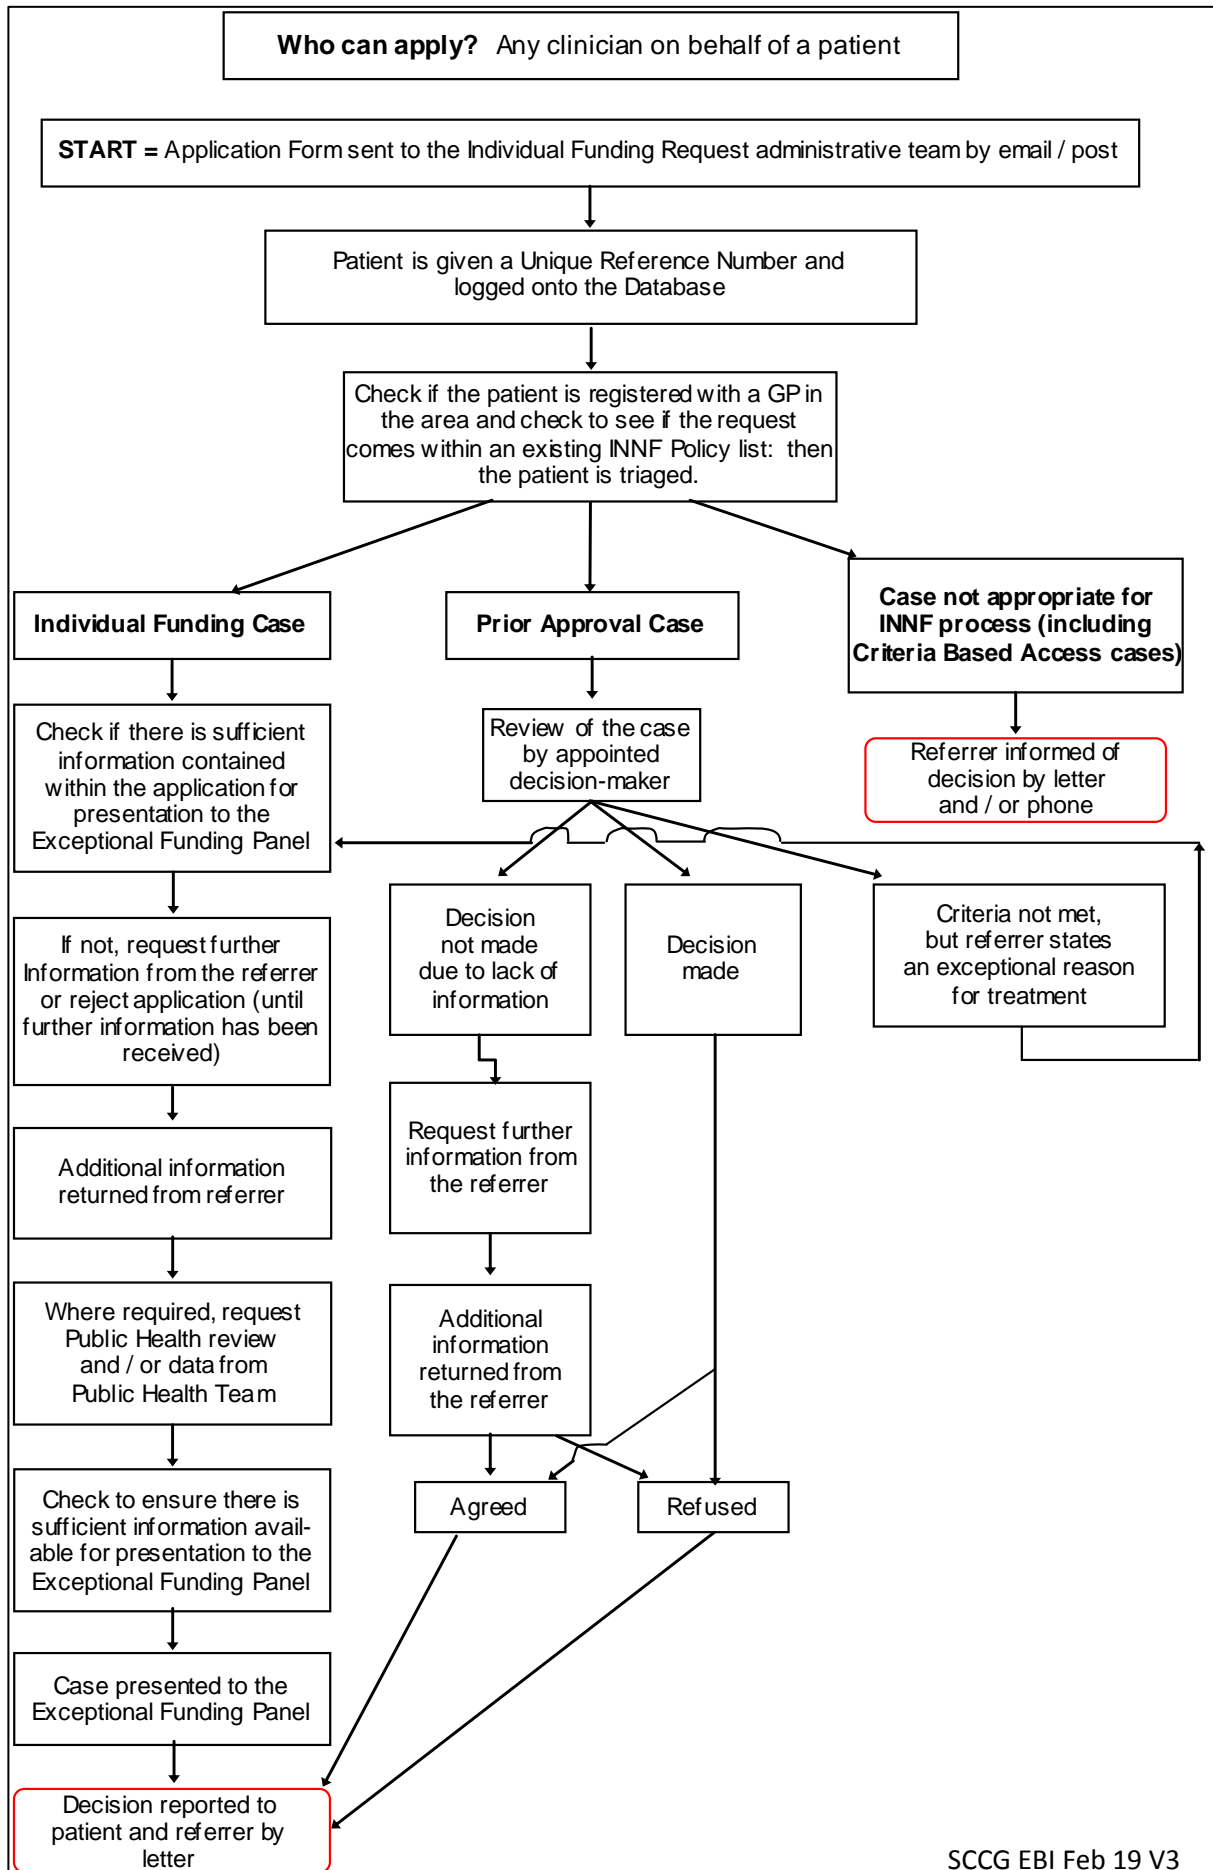 Who can apply? Any clinician on behalf of a patient
START = Application Form sent to the Individual Funding Request administrative team by email / post
Patient is given a Unique Reference Number and
logged onto the Database
Check if the patient is registered with a GP in
the area and check to see if the request
comes within an existing INNF Policy list: then
the patient is triaged.
Individual Funding Case
Prior Approval Case
Case not appropriate for
INNF process (including
Criteria Based Access cases)
Check if there is sufficient
information contained
within the application for
presentation to the
Exceptional Funding Panel
Review of the case
by appointed
decision-maker
Referrer informed of
decision by letter
and / or phone
If not, request further
Information from the referrer
or reject application (until
further information has been
received)
Decision
not made
due to lack of
information
Decision
made
Criteria not met,
but referrer states
an exceptional reason
for treatment
Additional information
returned from referrer
Request further
information from
the referrer
Where required, request
Public Health review
and / or data from
Public Health Team
Additional
information
returned from
the referrer
Check to ensure there is
sufficient information avail-
able for presentation to the
Exceptional Funding Panel
Agreed
Refused
Case presented to the
Exceptional Funding Panel
Decision reported to
patient and referrer by
letter
SCCG EBI Feb 19 V3